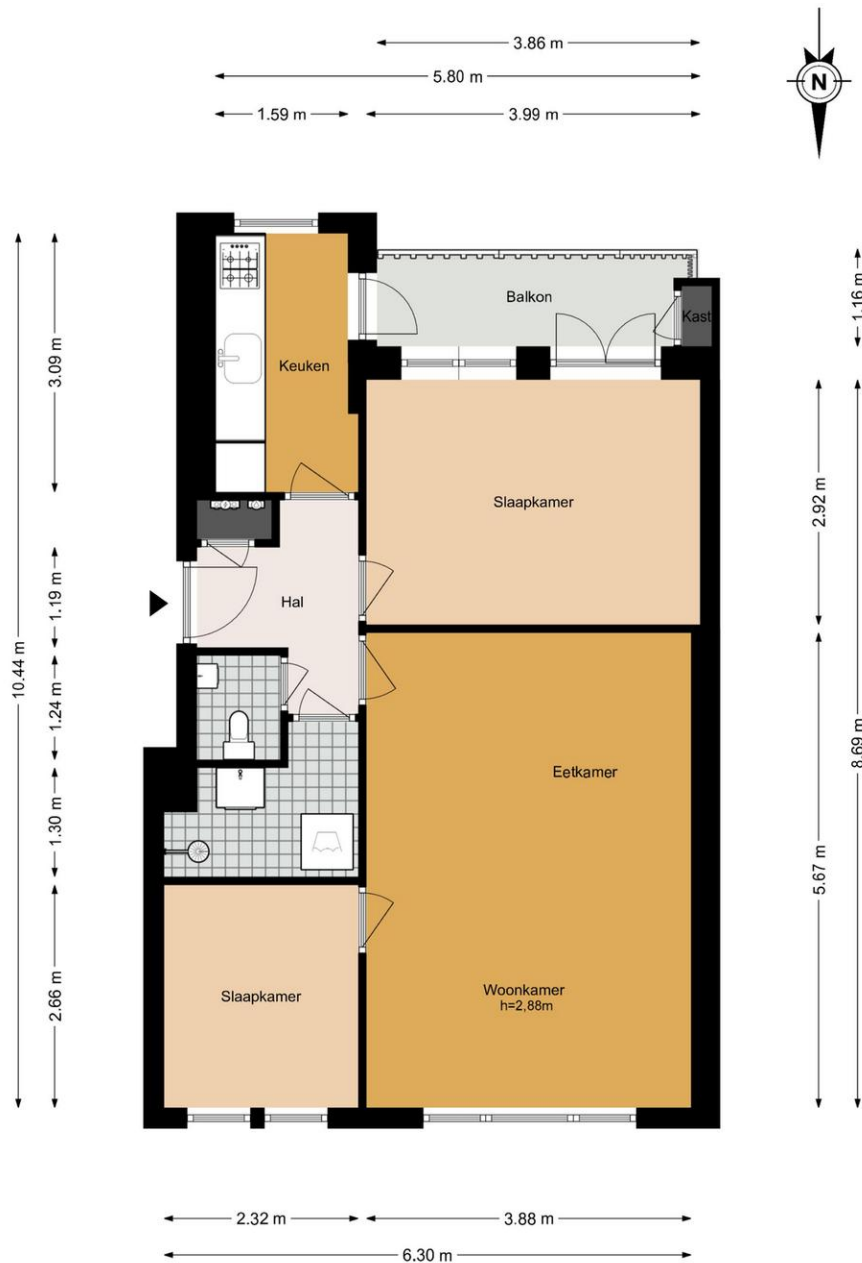 3.86 m
5.80 m
1.59 m
3.99 m
N
Balkon
Kast
1.16 m
3.09 m
Keuken
Slaapkamer
2.92 m
1.19 m
Hal
10.44 m
1.24 m
8.69 m
Eetkamer
1.30 m
5.67 m
2.66 m
Slaapkamer
Woonkamer
h=2,88m
2.32 m
3.88 m
6.30 m